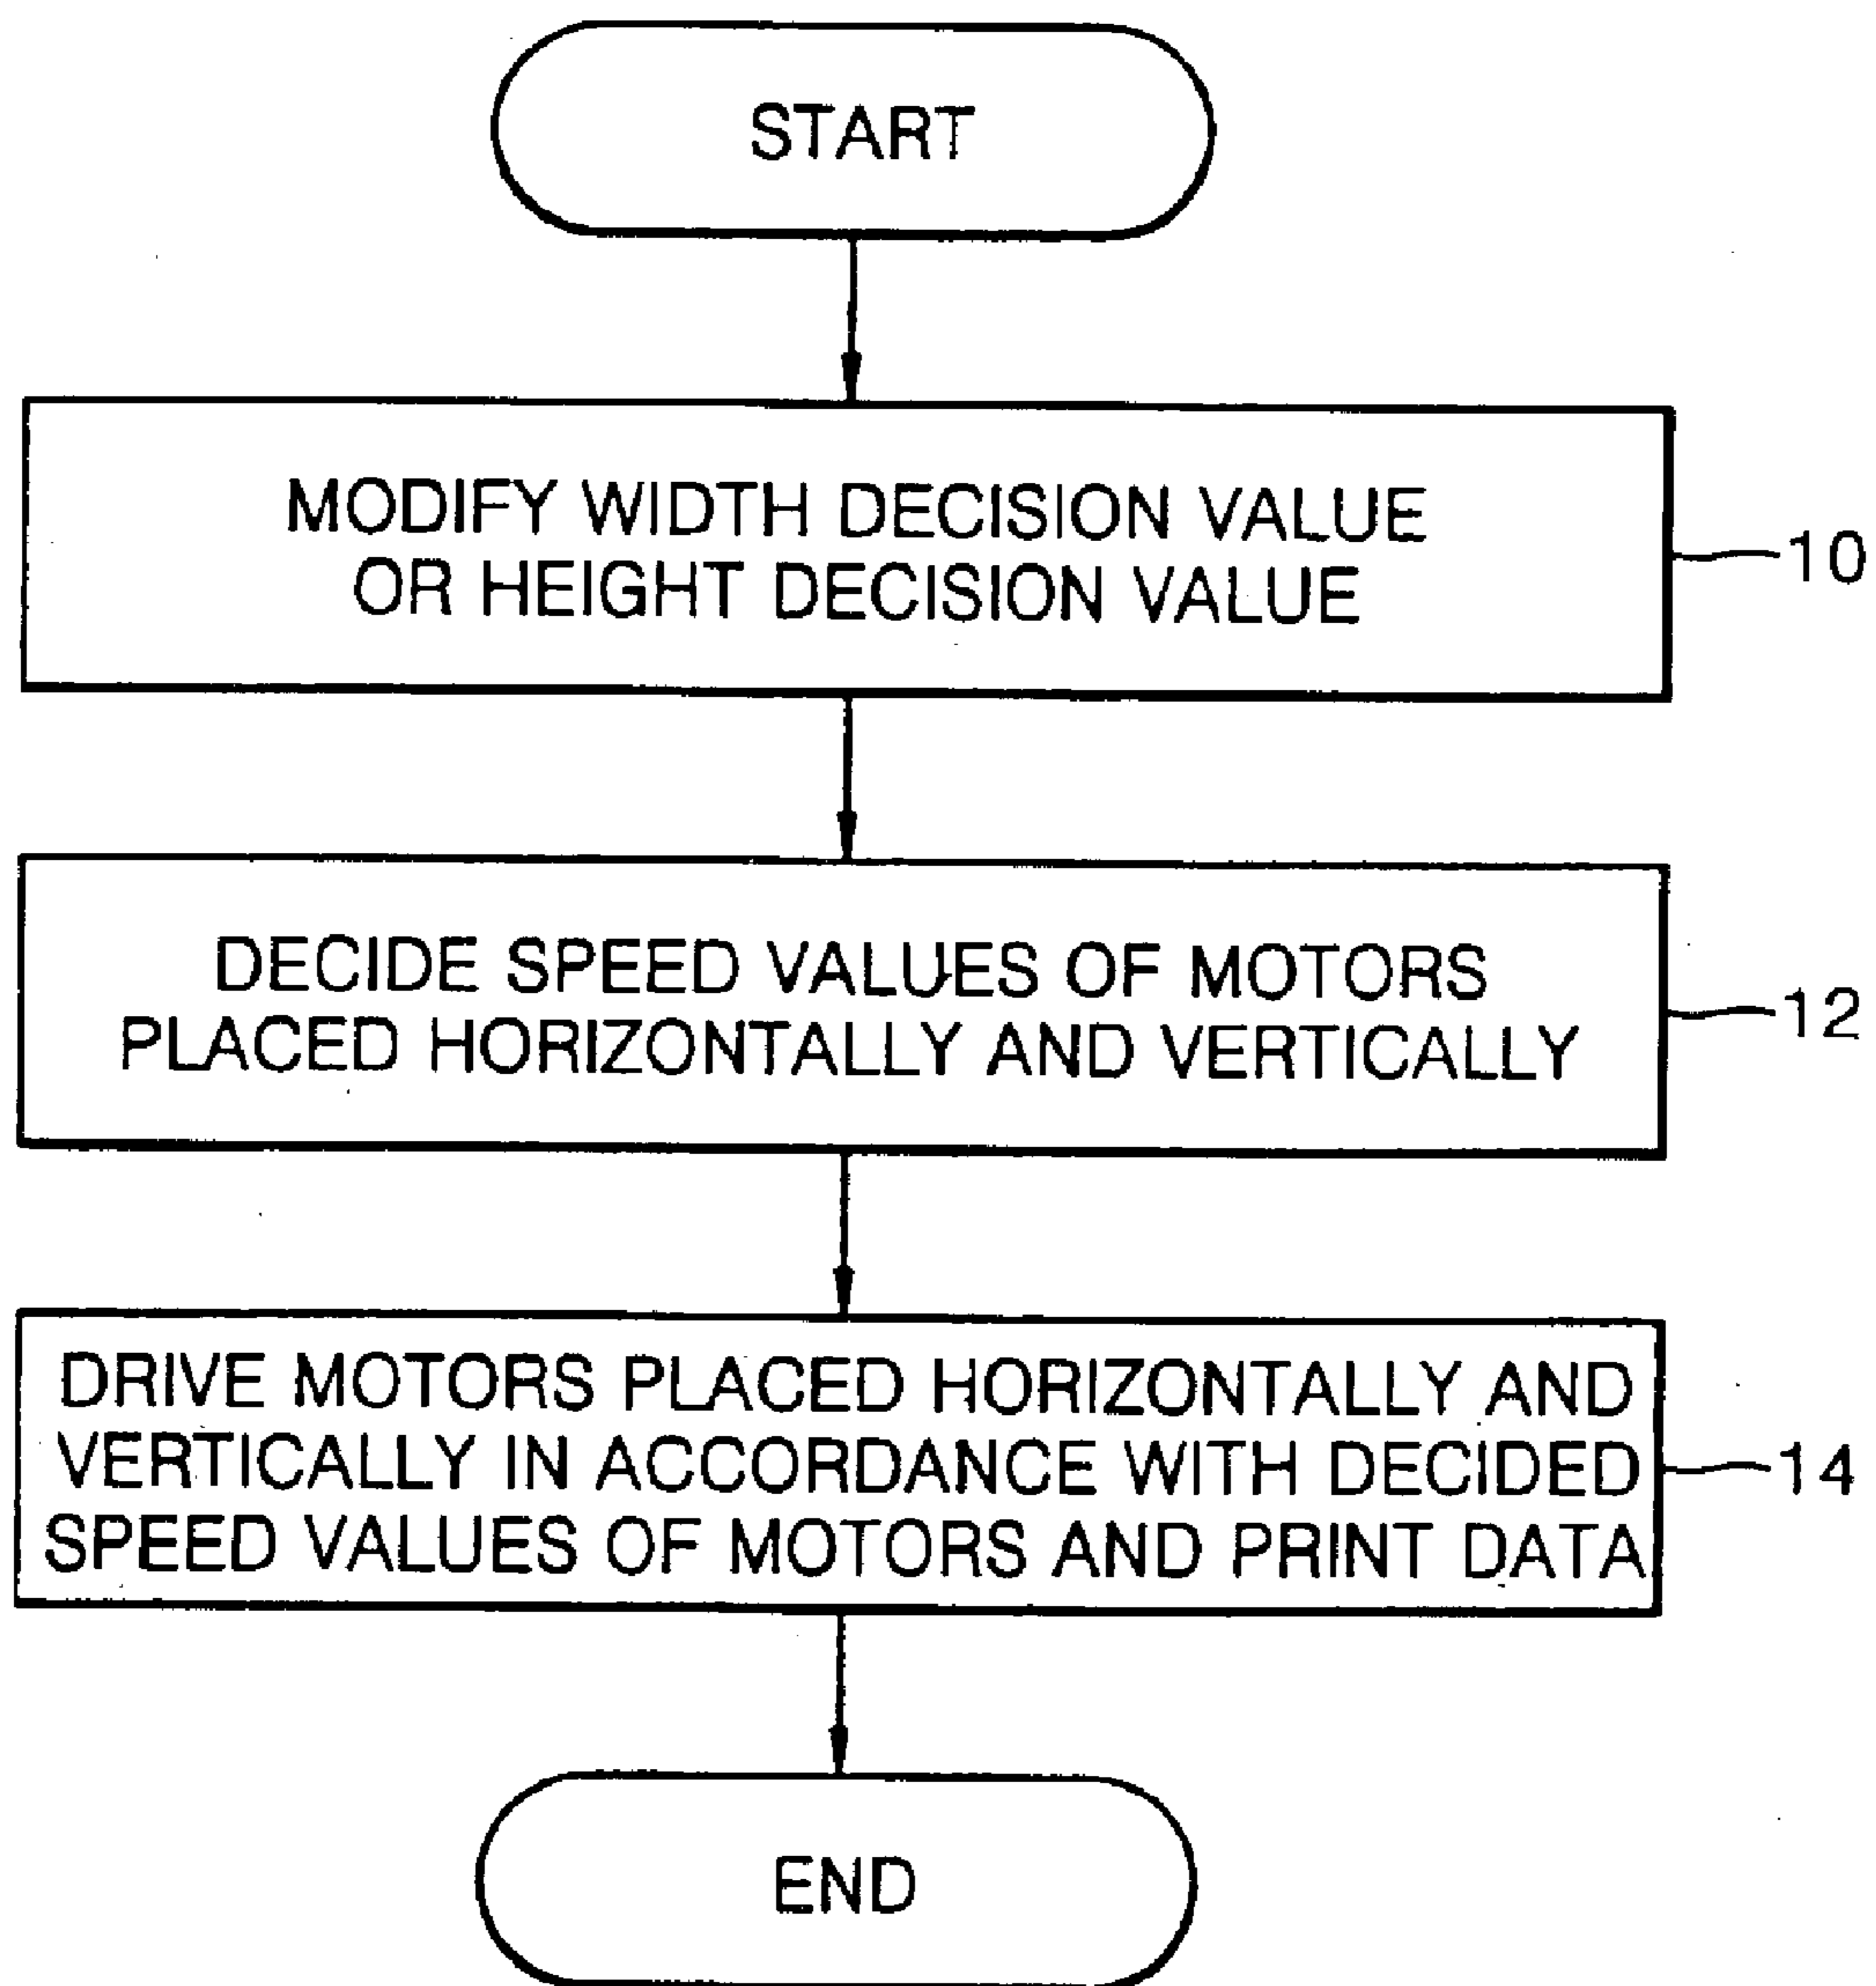 START
MODIFY WIDTH DECISION VALUE
OR HEIGHT DECISION VALUE
10
DECIDE SPEED VALUES OF MOTORS
PLACED HORIZONTALLY AND VERTICALLY
12
DRIVE MOTORS PLACED HORIZONTALLY AND
VERTICALLY IN ACCORDANCE WITH DECIDED
SPEED VALUES OF MOTORS AND PRINT DATA
14
END